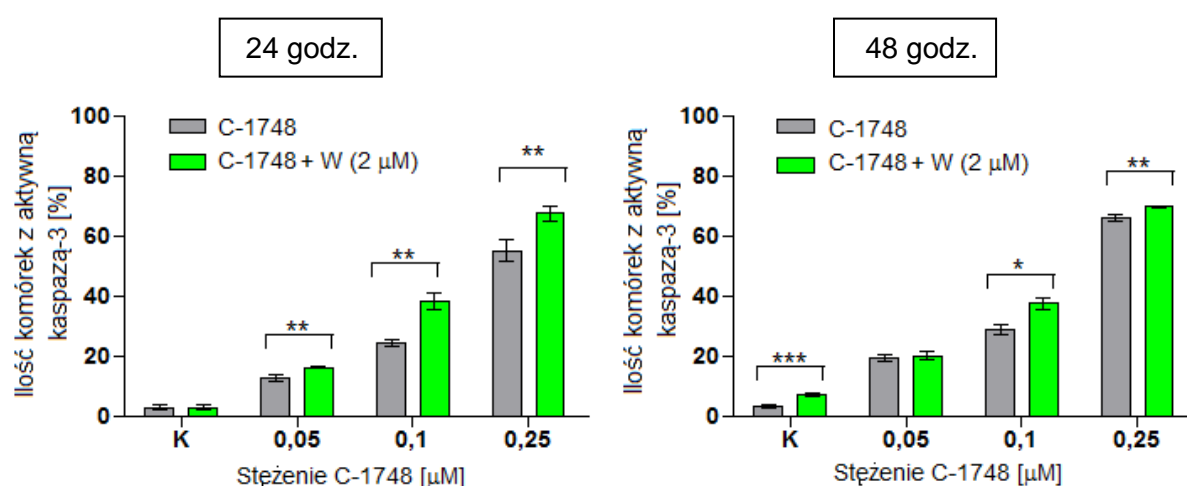 24 godz.
100
80
60
40
20
0
Ilość komórek z aktywną
kaspazą-3 [%]
C-1748
C-1748 + W (2 μM)
**
**
**
K 0,05 0,1 0,25
Stężenie C-1748 [μM]
48 godz.
100
80
60
40
20
0
Ilość komórek z aktywną
kaspazą-3 [%]
C-1748
C-1748 + W (2 μM)
***
*
**
K 0,05 0,1 0,25
Stężenie C-1748 [μM]